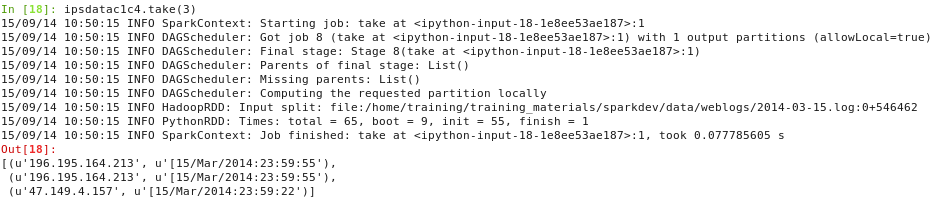 In [18]: ipsdatac1c4.take(3)
15/09/14 10:50:15 INFO SparkContext: Starting job: take at <ipython-input-18-1e8ee53ae187>:1
15/09/14 10:50:15 INFO DAGScheduler: Got job 8 (take at <ipython-input-18-1e8ee53ae187>:1) with 1 output partitions (allowLocal=true)
15/09/14 10:50:15 INFO DAGScheduler: Final stage: Stage 8(take at <ipython-input-18-1e8ee53ae187>:1)
15/09/14 10:50:15 INFO DAGScheduler: Parents of final stage: List()
15/09/14 10:50:15 INFO DAGScheduler: Missing parents: List()
15/09/14 10:50:15 INFO DAGScheduler: Computing the requested partition locally
15/09/14 10:50:15 INFO HadoopRDD: Input split: file:/home/training/training_materials/sparkdev/data/weblogs/2014-03-15.log:0+546462
15/09/14 10:50:15 INFO PythonRDD: Times: total = 65, boot = 9, init = 55, finish = 1
15/09/14 10:50:15 INFO SparkContext: Job finished: take at <ipython-input-18-1e8ee53ae187>:1, took 0.077785605 s
Out[18]:
[(u'196.195.164.213', u'[15/Mar/2014:23:59:55'),
 (u'196.195.164.213', u'[15/Mar/2014:23:59:55'),
 (u'47.149.4.157', u'[15/Mar/2014:23:59:22')]